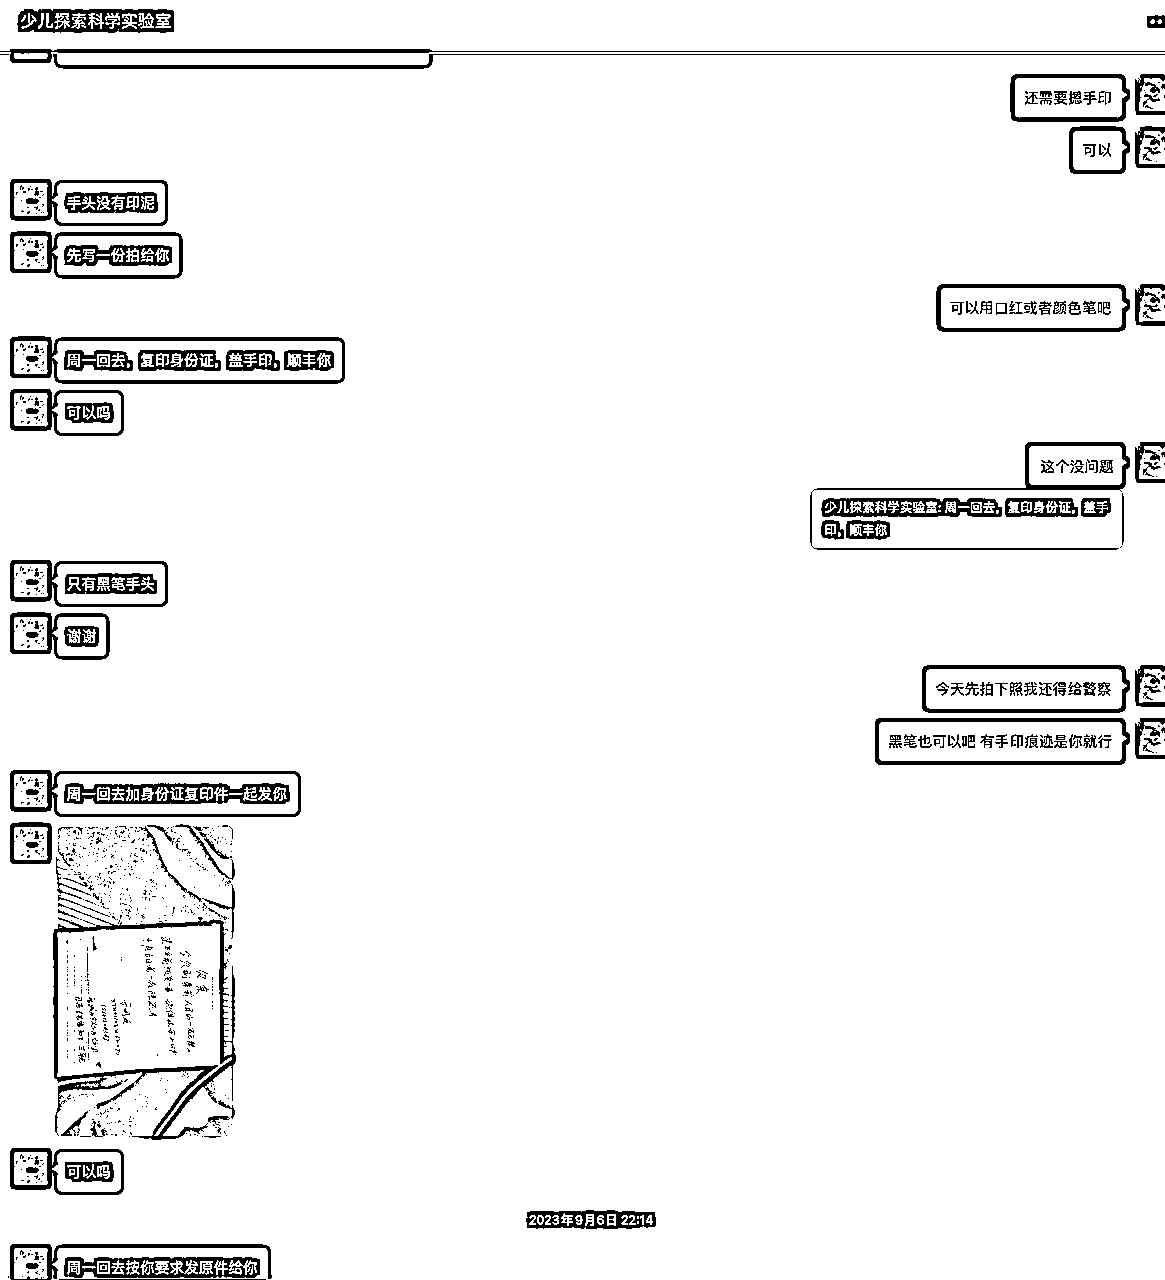 少儿探索科学实验室
还需要摁手印
可以
手头没有印泥
先写一份拍给你
可以用口红或者颜色笔吧
周一回去，复印身份证，盖手印，顺丰你
可以吗
这个没问题
少儿探索科学实验室: 周一回去，复印身份证，盖手
印，顺丰你
只有黑笔手头
谢谢
今天先拍下照我还得给警察
黑笔也可以吧 有手印痕迹是你就行
周一回去加身份证复印件一起发你
可以吗
2023年9月6日 22:14
周一回去按你要求发原件给你